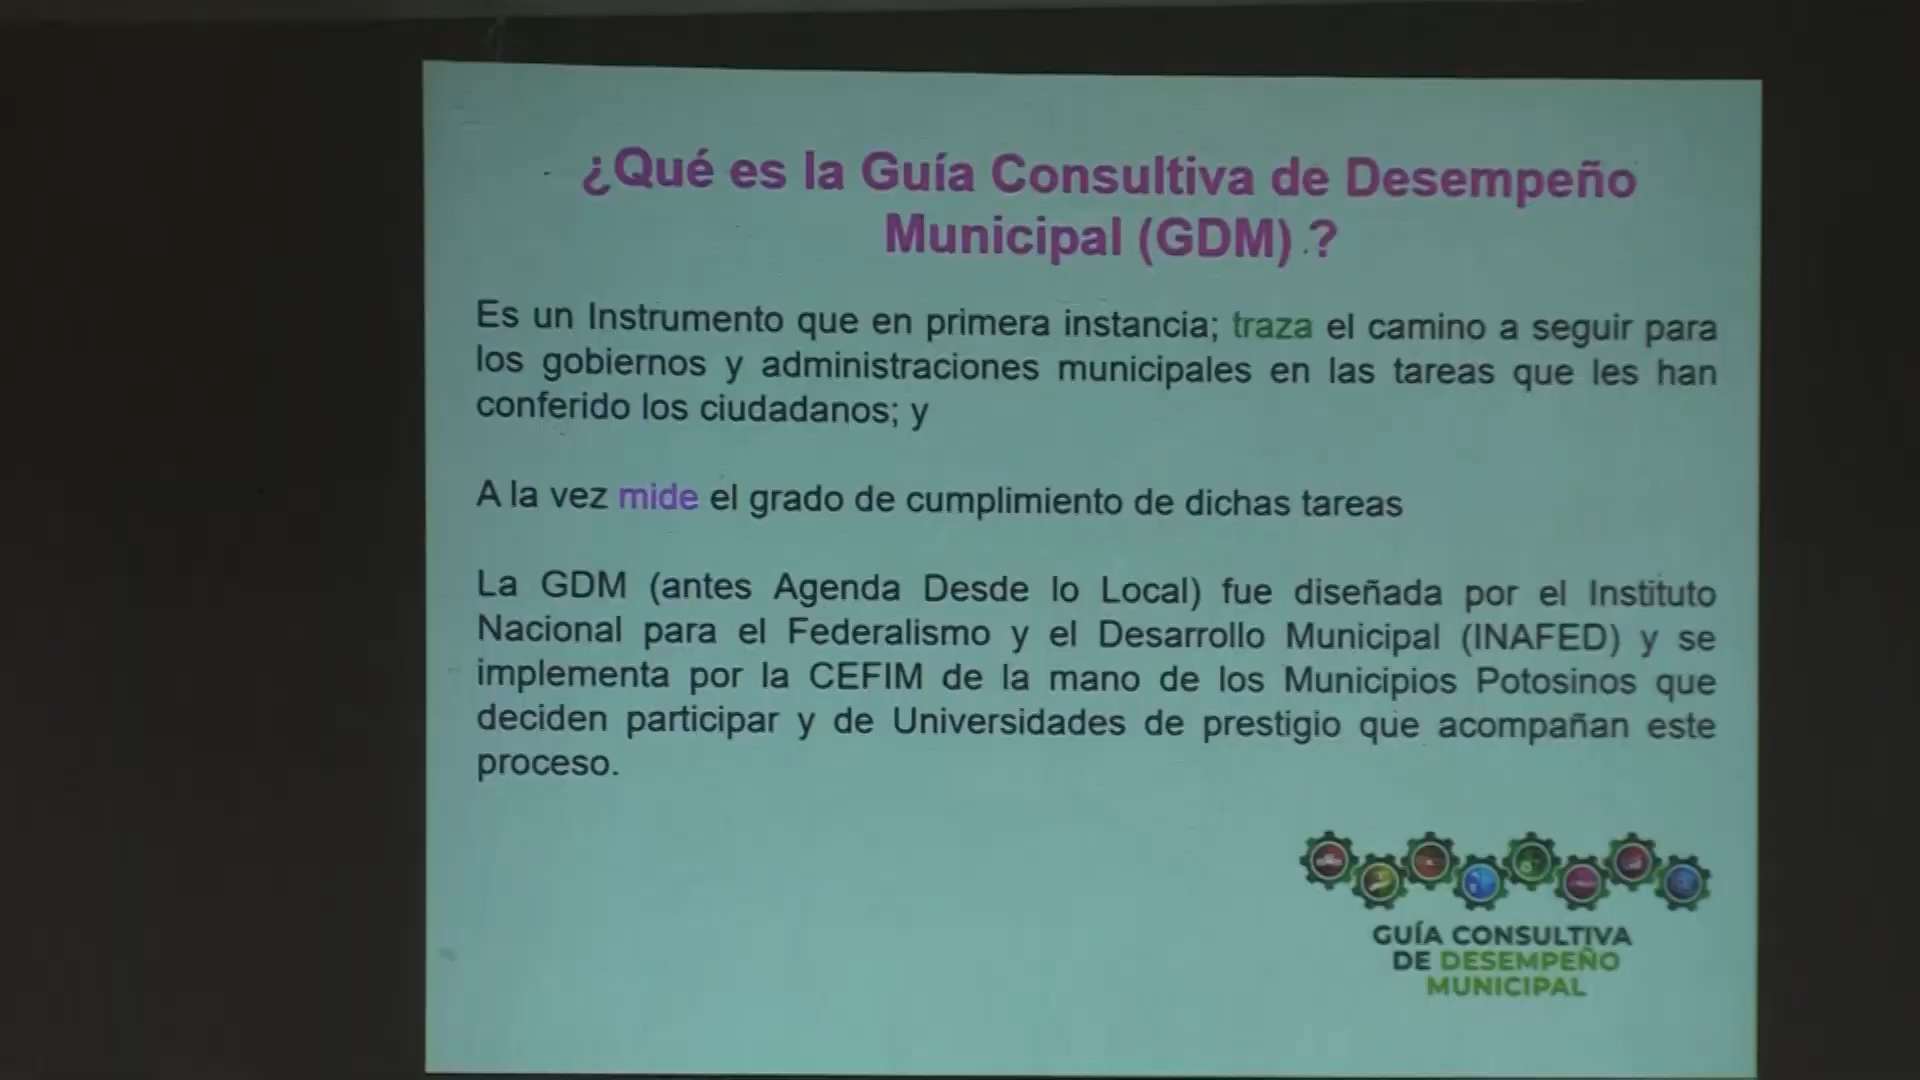 ¿Qué es la Guía Consultiva de Desempeño
Municipal (GDM) ?
Es un Instrumento que en primera instancia; traza el camino a seguir para
los gobiernos y administraciones municipales en las tareas que les han
conferido los ciudadanos; y
A la vez mide el grado de cumplimiento de dichas tareas
La GDM (antes Agenda Desde lo Local) fue diseñada por el Instituto
Nacional para el Federalismo y el Desarrollo Municipal (INAFED) y se
implementa por la CEFIM de la mano de los Municipios Potosinos que
deciden participar y de Universidades de prestigio que acompañan este
proceso.
GUÍA CONSULTIVA
DE DESEMPEÑO
MUNICIPAL